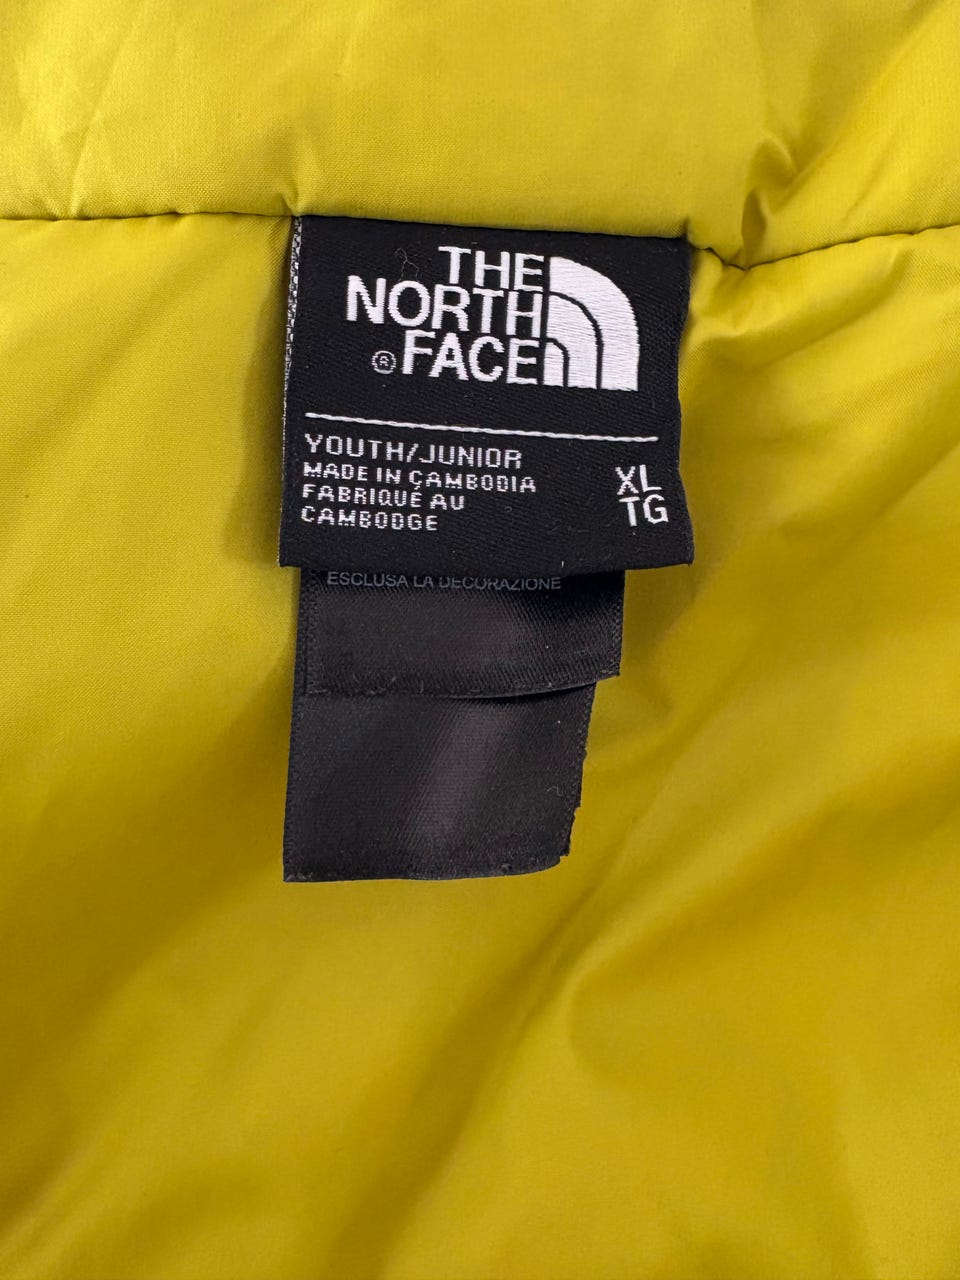 THE
NORTH
® FACE
YOUTH/JUNIOR
MADE IN CAMBODIA
FABRIQUÉ AU
CAMBODGE
XL
TG
ESCLUSA LA DECORAZIONE